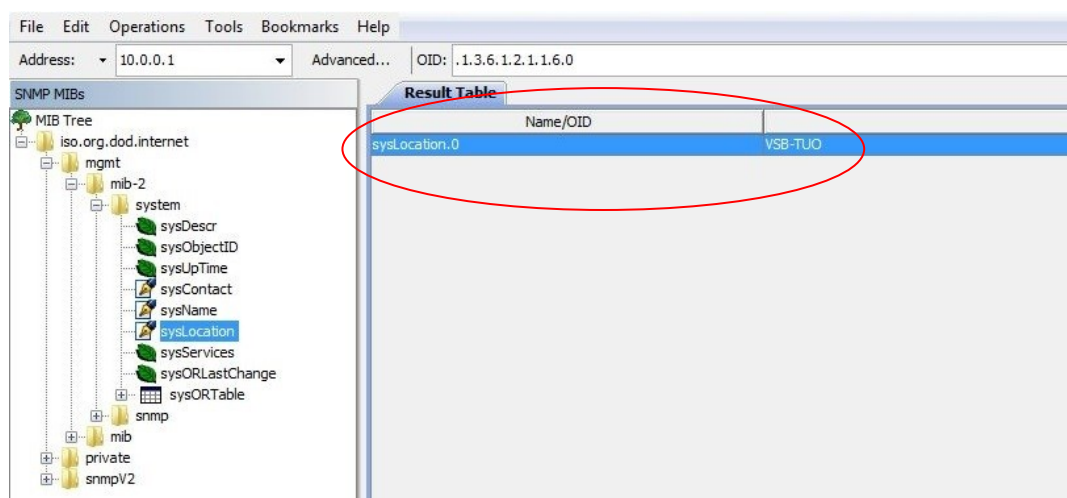 File Edit Operations Tools Bookmarks Help
Address: 10.0.0.1 Advanced... OID: .1.3.6.1.2.1.1.6.0
SNMP MIBs
Result Table
MIB Tree
Name/OID
iso.org.dod.internet
sysLocation.0 VSB-TUO
mgmt
mib-2
system
sysDescr
sysObjectID
sysUpTime
sysContact
sysName
sysLocation
sysServices
sysORLastChange
sysORTable
snmp
mib
private
snmpV2